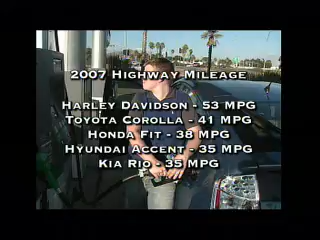 2007 Highway Mileage
Harley Davidson - 53 MPG
Toyota Corolla - 41 MPG
Honda Fit - 38 MPG
Hyundai Accent - 35 MPG
Kia Rio - 35 MPG